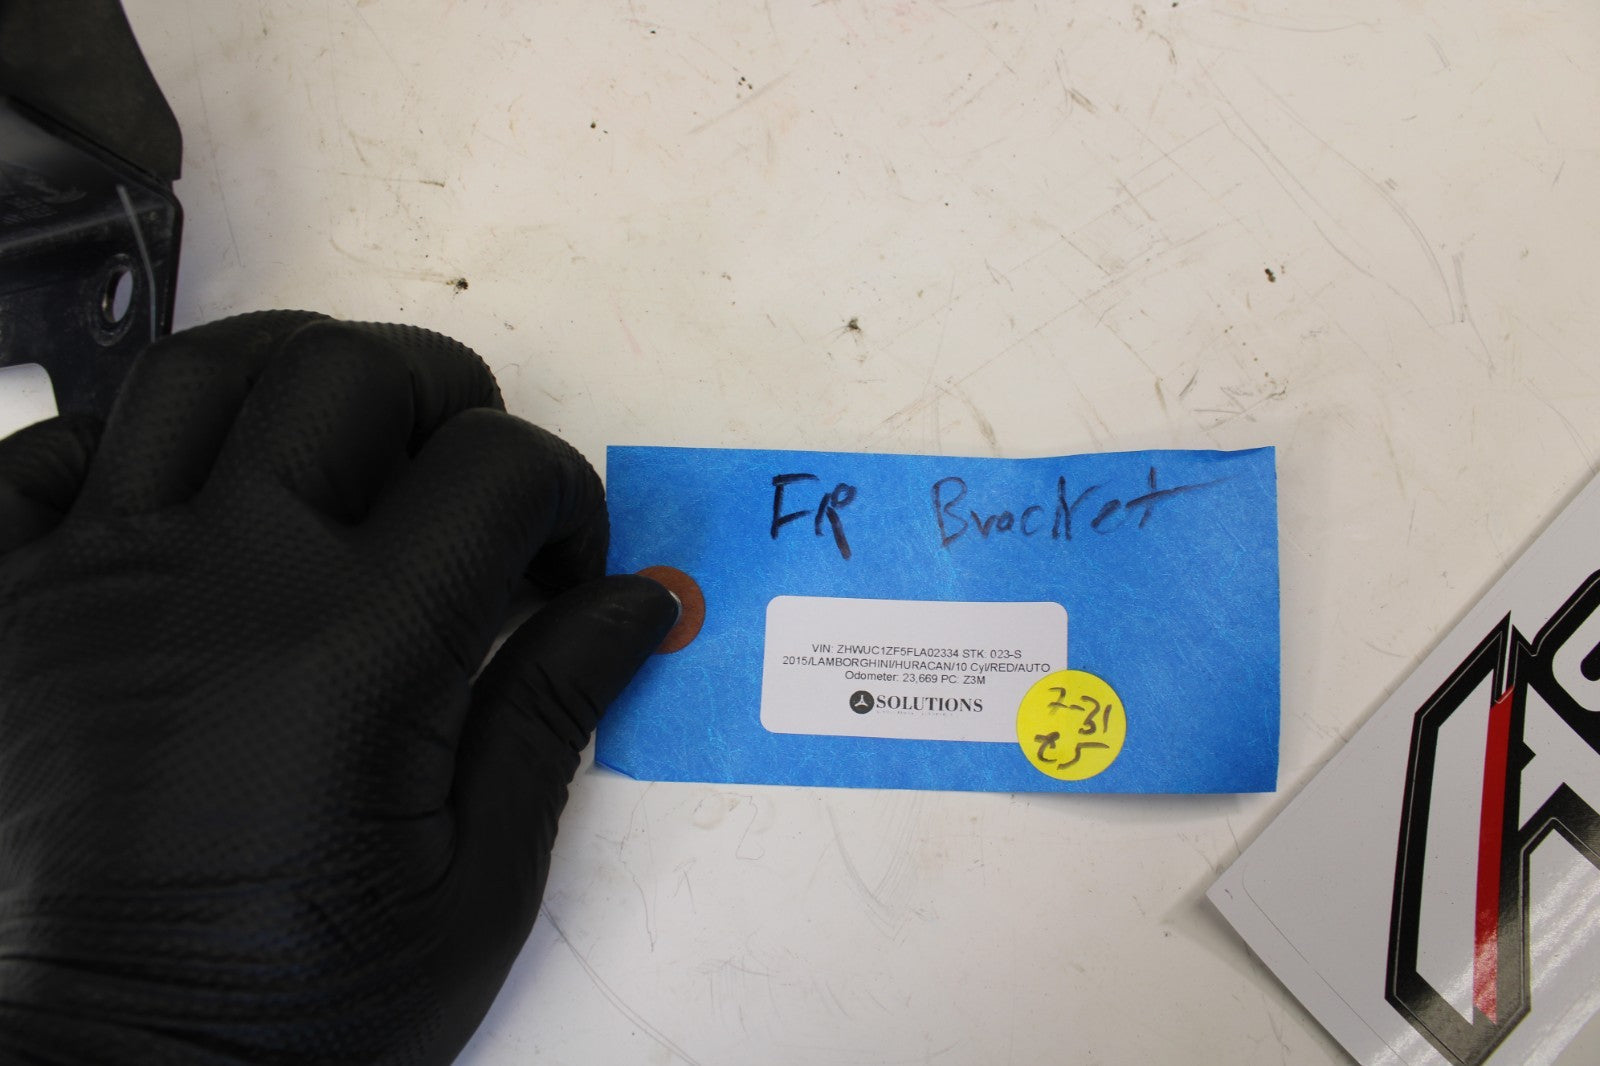 FR Bracket
VIN: ZHWUC1ZF5FLA02334 STK: 023-S
2015/LAMBORGHINI/HURACAN/10 Cyl/RED/AUTO
Odometer: 23,669 PC: Z3M
SOLUTIONS
7-31